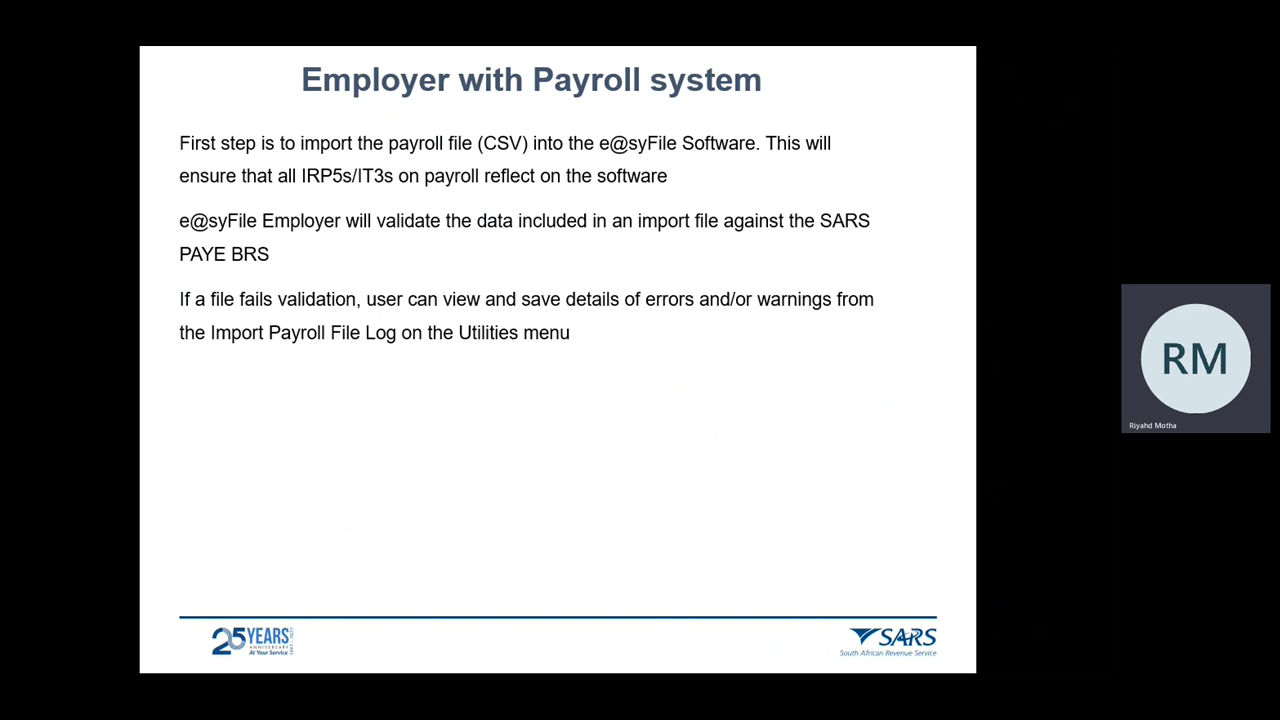 Employer with Payroll system
First step is to import the payroll file (CSV) into the e@syFile Software. This will
ensure that all IRP5s/IT3s on payroll reflect on the software
e@syFile Employer will validate the data included in an import file against the SARS
PAYE BRS
If a file fails validation, user can view and save details of errors and/or warnings from
the Import Payroll File Log on the Utilities menu
RM
Riyahd Motha
25 YEARS
ANNIVERSARY
At Your Service
SARS
South African Revenue Service